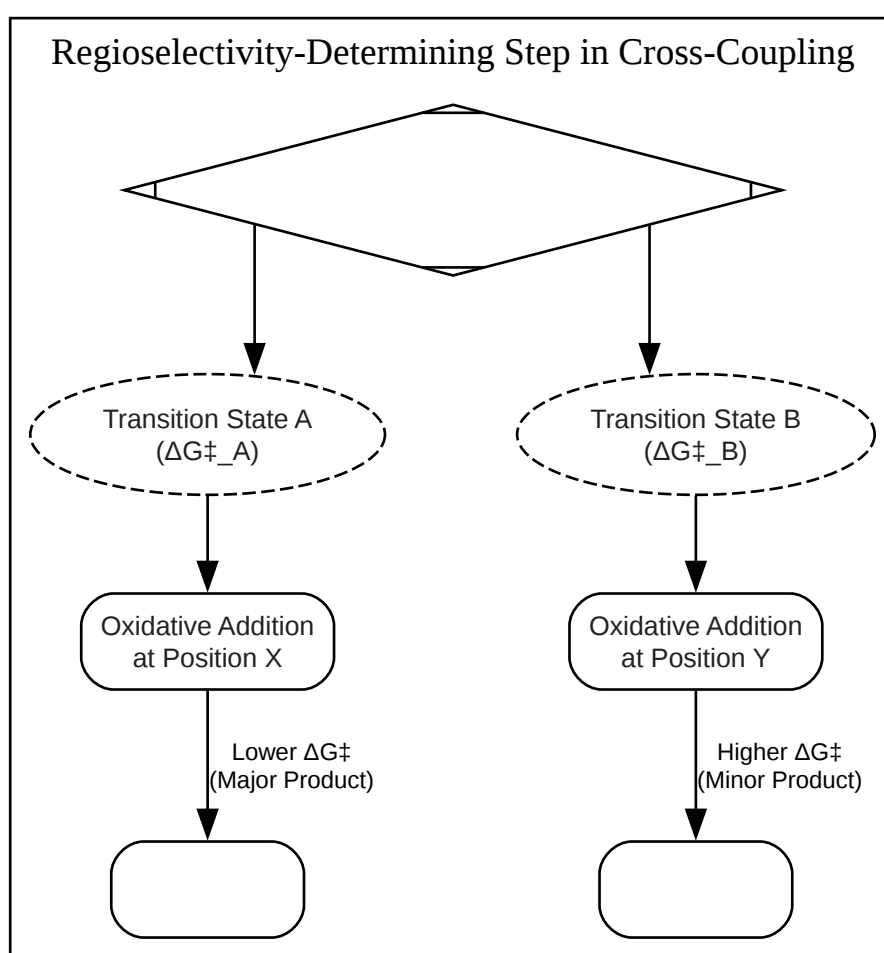 Regioselectivity-Determining Step in Cross-Coupling
Transition State A
(ΔG‡_A)
Transition State B
(ΔG‡_B)
Oxidative Addition
at Position X
Oxidative Addition
at Position Y
Lower ΔG‡
(Major Product)
Higher ΔG‡
(Minor Product)